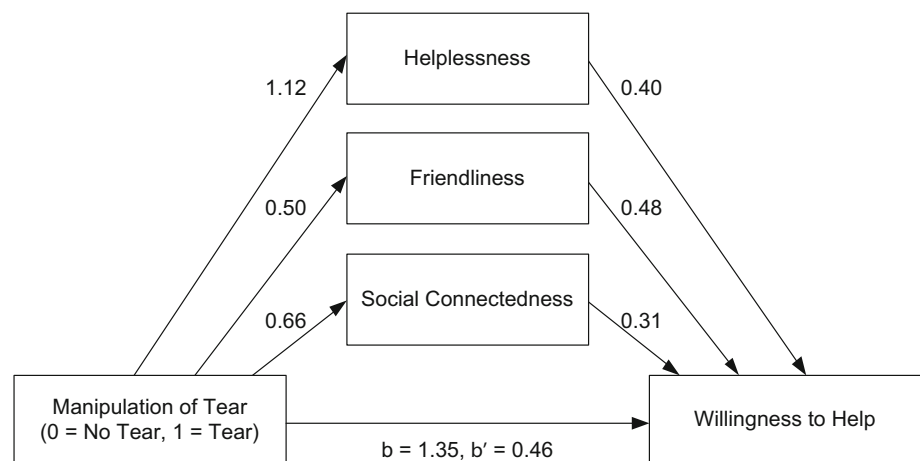 Helplessness
1.12
0.40
Friendliness
0.50
0.48
Social Connectedness
0.66
0.31
Manipulation of Tear
(0 = No Tear, 1 = Tear)
Willingness to Help
b = 1.35, b′ = 0.46